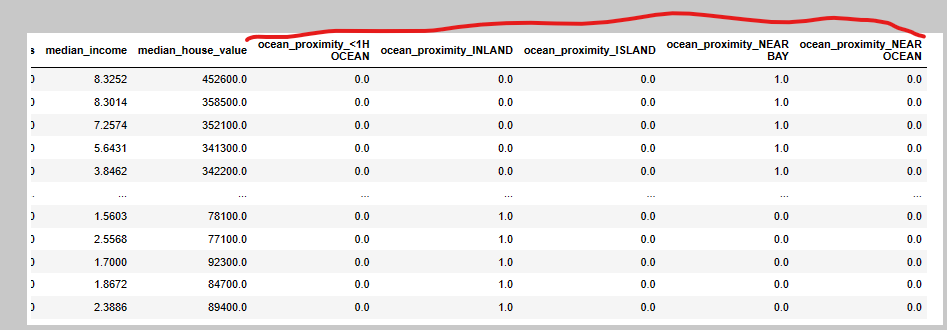 s median_income median_house_value ocean_proximity_<1H OCEAN ocean_proximity_INLAND ocean_proximity_ISLAND ocean_proximity_NEAR BAY ocean_proximity_NEAR OCEAN
0 8.3252 452600.0 0.0 0.0 0.0 1.0 0.0
0 8.3014 358500.0 0.0 0.0 0.0 1.0 0.0
0 7.2574 352100.0 0.0 0.0 0.0 1.0 0.0
0 5.6431 341300.0 0.0 0.0 0.0 1.0 0.0
0 3.8462 342200.0 0.0 0.0 0.0 1.0 0.0
. ... ... ... ... ... ... ...
0 1.5603 78100.0 0.0 1.0 0.0 0.0 0.0
0 2.5568 77100.0 0.0 1.0 0.0 0.0 0.0
0 1.7000 92300.0 0.0 1.0 0.0 0.0 0.0
0 1.8672 84700.0 0.0 1.0 0.0 0.0 0.0
0 2.3886 89400.0 0.0 1.0 0.0 0.0 0.0